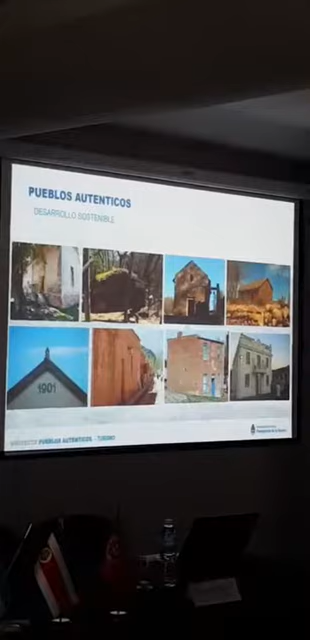 PUEBLOS AUTENTICOS
DESARROLLO SOSTENIBLE
1901
PUEBLOS AUTENTICOS - TURISMO